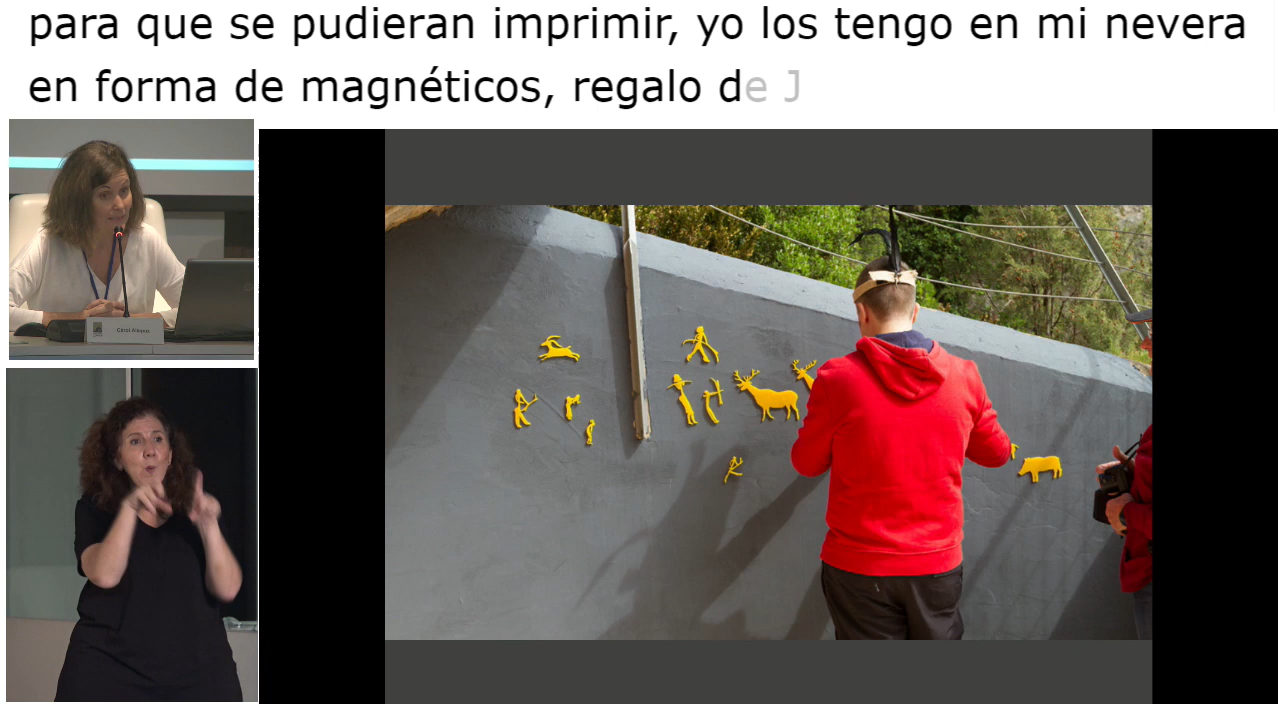 para que se pudieran imprimir, yo los tengo en mi nevera
en forma de magnéticos, regalo de J